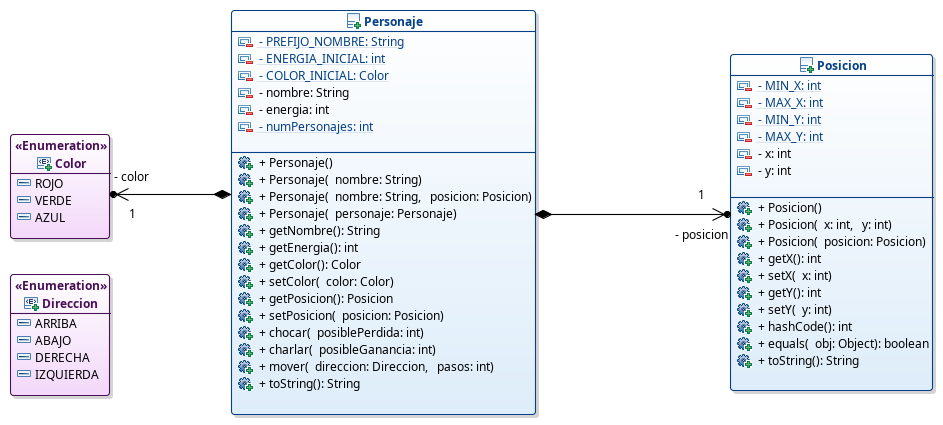 «Enumeration»
Color
ROJO
VERDE
AZUL
«Enumeration»
Direccion
ARRIBA
ABAJO
DERECHA
IZQUIERDA
- color
1
Personaje
- PREFIJO_NOMBRE: String
- ENERGIA_INICIAL: int
- COLOR_INICIAL: Color
- nombre: String
- energia: int
- numPersonajes: int
+ Personaje()
+ Personaje( nombre: String)
+ Personaje( nombre: String, posicion: Posicion)
+ Personaje( personaje: Personaje)
+ getNombre(): String
+ getEnergia(): int
+ getColor(): Color
+ setColor( color: Color)
+ getPosicion(): Posicion
+ setPosicion( posicion: Posicion)
+ chocar( posiblePerdida: int)
+ charlar( posibleGanancia: int)
+ mover( direccion: Direccion, pasos: int)
+ toString(): String
1
- posicion
Posicion
- MIN_X: int
- MAX_X: int
- MIN_Y: int
- MAX_Y: int
- x: int
- y: int
+ Posicion()
+ Posicion( x: int, y: int)
+ Posicion( posicion: Posicion)
+ getX(): int
+ setX( x: int)
+ getY(): int
+ setY( y: int)
+ hashCode(): int
+ equals( obj: Object): boolean
+ toString(): String